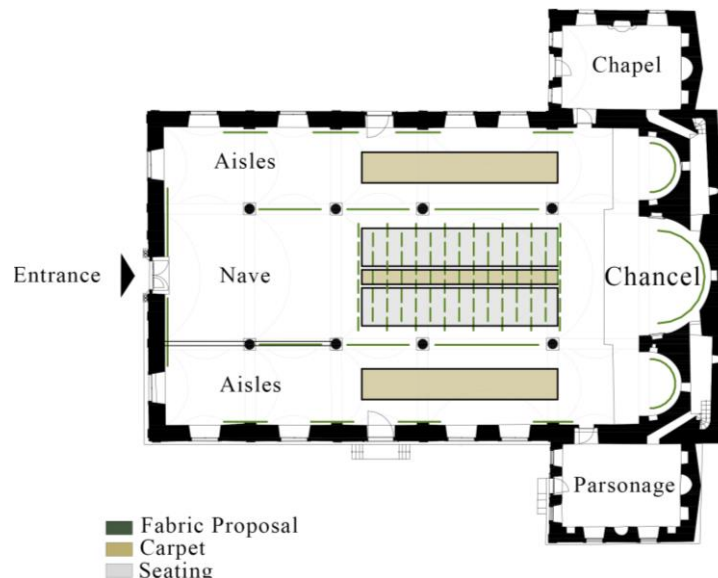 Chapel
Aisles
Entrance
Nave
Chancel
Aisles
Parsonage
Fabric Proposal
Carpet
Seating